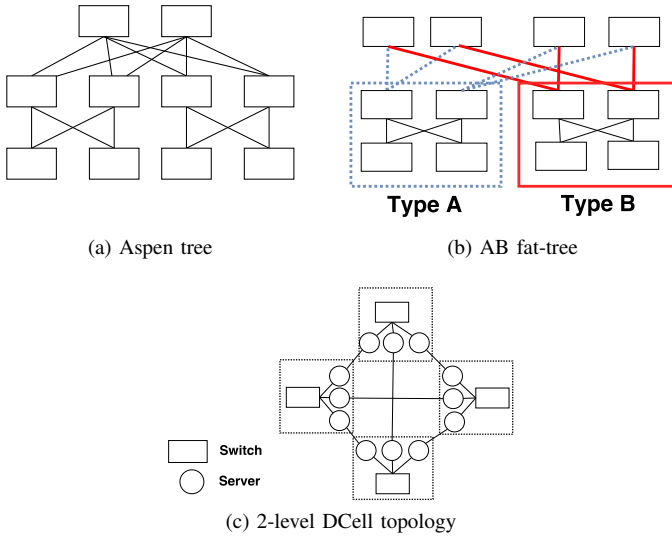 Type A
Type B
(a) Aspen tree
(b) AB fat-tree
Switch
Server
(c) 2-level DCell topology